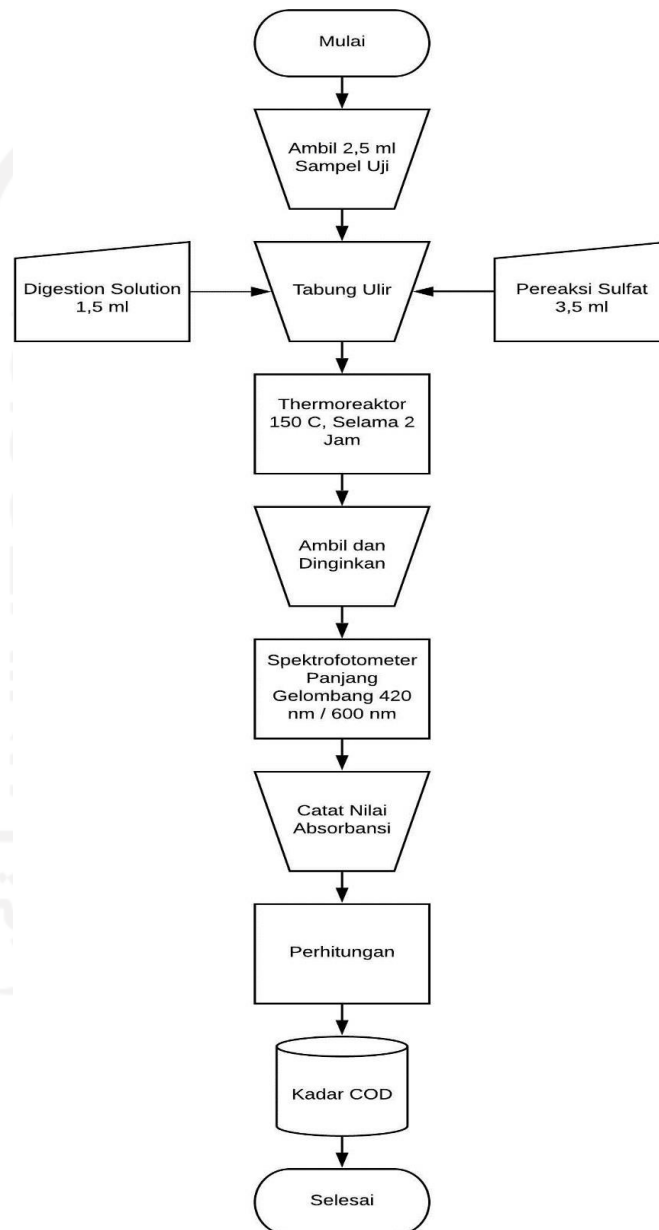 Mulai
Ambil 2,5 ml
Sampel Uji
Digestion Solution
1,5 ml
Tabung Ulir
Pereaksi Sulfat
3,5 ml
Thermoreaktor
150 C, Selama 2
Jam
Ambil dan
Dinginkan
Spektrofotometer
Panjang
Gelombang 420
nm / 600 nm
Catat Nilai
Absorbansi
Perhitungan
Kadar COD
Selesai